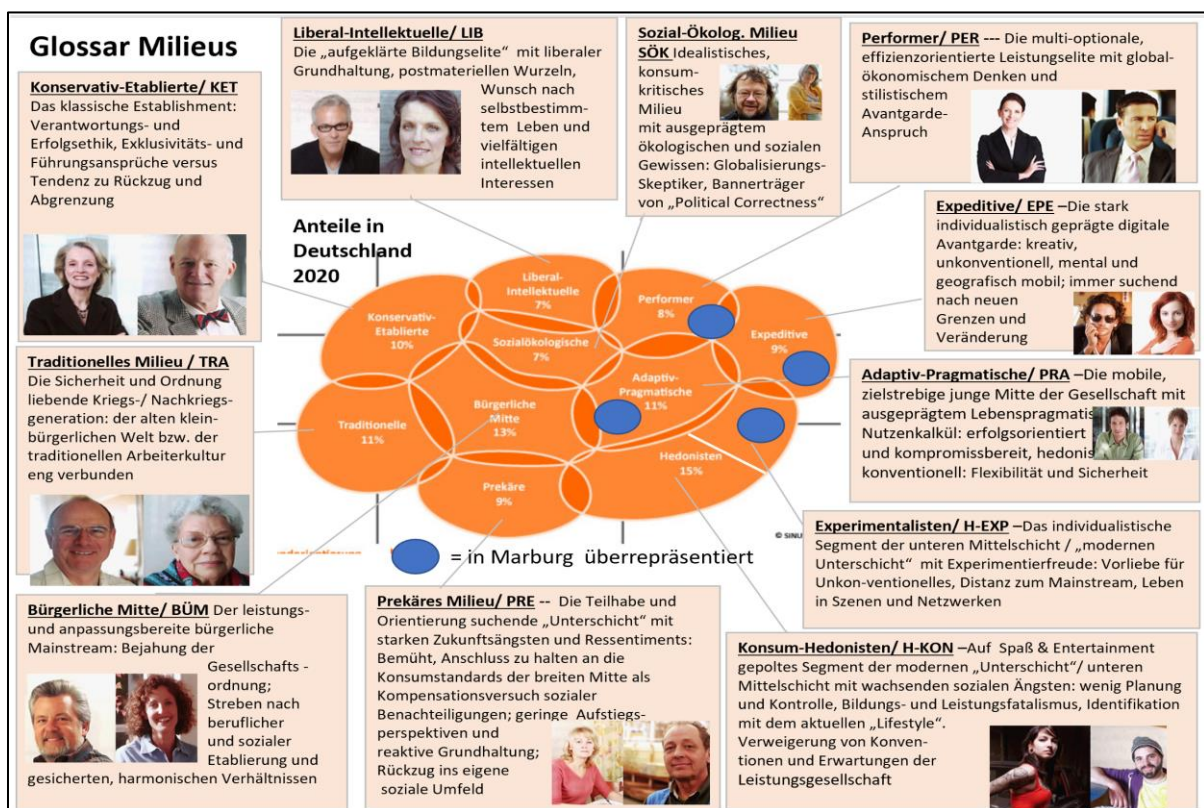 Glossar Milieus
Konservativ-Etablierte/ KET
Das klassische Establishment:
Verantwortungs- und
Erfolgsethik, Exklusivitäts- und
Führungsansprüche versus
Tendenz zu Rückzug und
Abgrenzung
Liberal-Intellektuelle/ LIB
Die „aufgeklärte Bildungselite“ mit liberaler
Grundhaltung, postmateriellen Wurzeln,
Wunsch nach
selbstbestimm-
tem Leben und
vielfältigen
intellektuellen
Interessen
Sozial-Ökolog. Milieu
SÖK Idealistisches,
konsum-
kritisches
Milieu
mit ausgeprägtem
ökologischen und sozialen
Gewissen: Globalisierungs-
Skeptiker, Bannerträger
von „Political Correctness“
Performer/ PER --- Die multi-optionale,
effizienzorientierte Leistungselite mit global-
ökonomischem Denken und
stilistischem
Avantgarde-
Anspruch
Expeditive/ EPE –Die stark
individualistisch geprägte digitale
Avantgarde: kreativ,
unkonventionell, mental und
geografisch mobil; immer suchend
nach neuen
Grenzen und
Veränderung
Anteile in
Deutschland
2020
Liberal-
Intellektuelle
7%
Performer
8%
Konservativ-
Etablierte
10%
Sozialökologische
7%
Expeditive
9%
Adaptiv-
Pragmatische
11%
Bürgerliche
Mitte
13%
Traditionelle
11%
Hedonisten
15%
Prekäre
9%
© SINU
= in Marburg überrepräsentiert
Traditionelles Milieu / TRA
Die Sicherheit und Ordnung
liebende Kriegs-/ Nachkriegs-
generation: der alten klein-
bürgerlichen Welt bzw. der
traditionellen Arbeiterkultur
eng verbunden
Adaptiv-Pragmatische/ PRA –Die mobile,
zielstrebige junge Mitte der Gesellschaft mit
ausgeprägtem Lebenspragmatis
Nutzenkalkül: erfolgsorientiert
und kompromissbereit, hedonis
konventionell: Flexibilität und Sicherheit
Experimentalisten/ H-EXP –Das individualistische
Segment der unteren Mittelschicht / „modernen
Unterschicht“ mit Experimentierfreude: Vorliebe für
Unkon-ventionelles, Distanz zum Mainstream, Leben
in Szenen und Netzwerken
Bürgerliche Mitte/ BÜM Der leistungs-
und anpassungsbereite bürgerliche
Mainstream: Bejahung der
Gesellschafts -
ordnung;
Streben nach
beruflicher
und sozialer
Etablierung und
gesicherten, harmonischen Verhältnissen
Prekäres Milieu/ PRE -- Die Teilhabe und
Orientierung suchende „Unterschicht“ mit
starken Zukunftsängsten und Ressentiments:
Bemüht, Anschluss zu halten an die
Konsumstandards der breiten Mitte als
Kompensationsversuch sozialer
Benachteiligungen; geringe Aufstiegs-
perspektiven und
reaktive Grundhaltung;
Rückzug ins eigene
soziale Umfeld
Konsum-Hedonisten/ H-KON –Auf Spaß & Entertainment
gepoltes Segment der modernen „Unterschicht“/ unteren
Mittelschicht mit wachsenden sozialen Ängsten: wenig Planung
und Kontrolle, Bildungs- und Leistungsfatalismus, Identifikation
mit dem aktuellen „Lifestyle“.
Verweigerung von Konven-
tionen und Erwartungen der
Leistungsgesellschaft